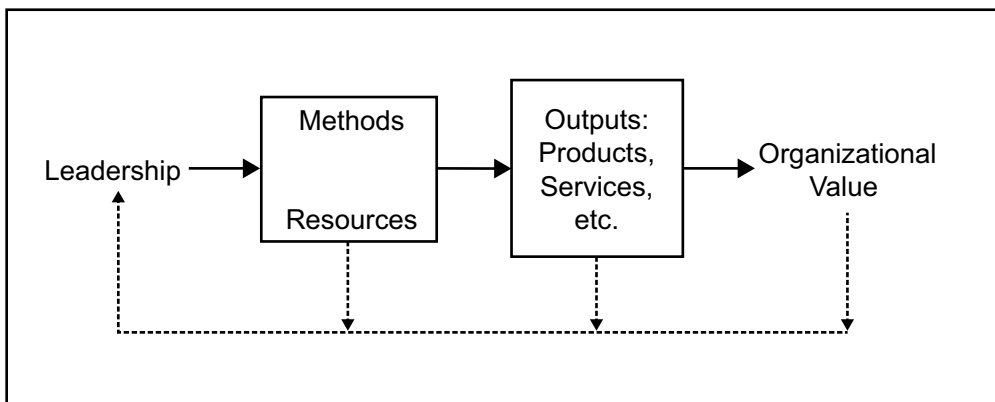 Leadership
Methods
Resources
Outputs:
Products,
Services,
etc.
Organizational
Value